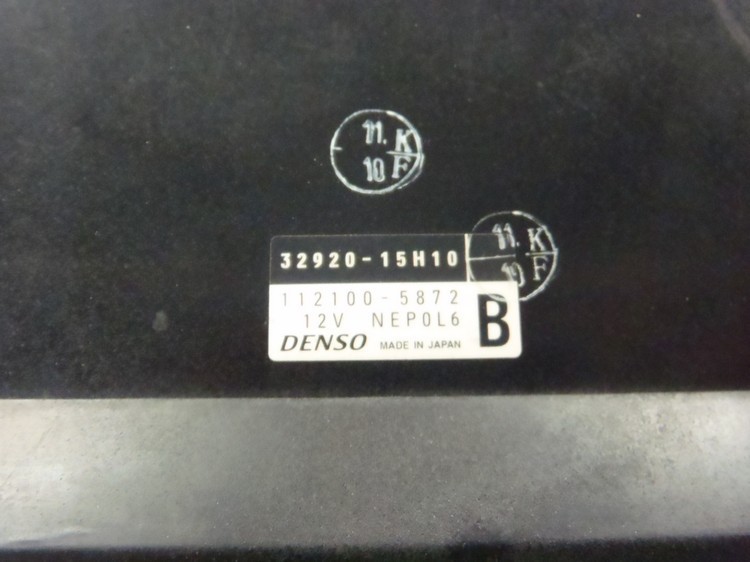 11. K
10 F
11. K
10 F
32920-15H10
112100-5872
12V NEP0L6
B
DENSO MADE IN JAPAN